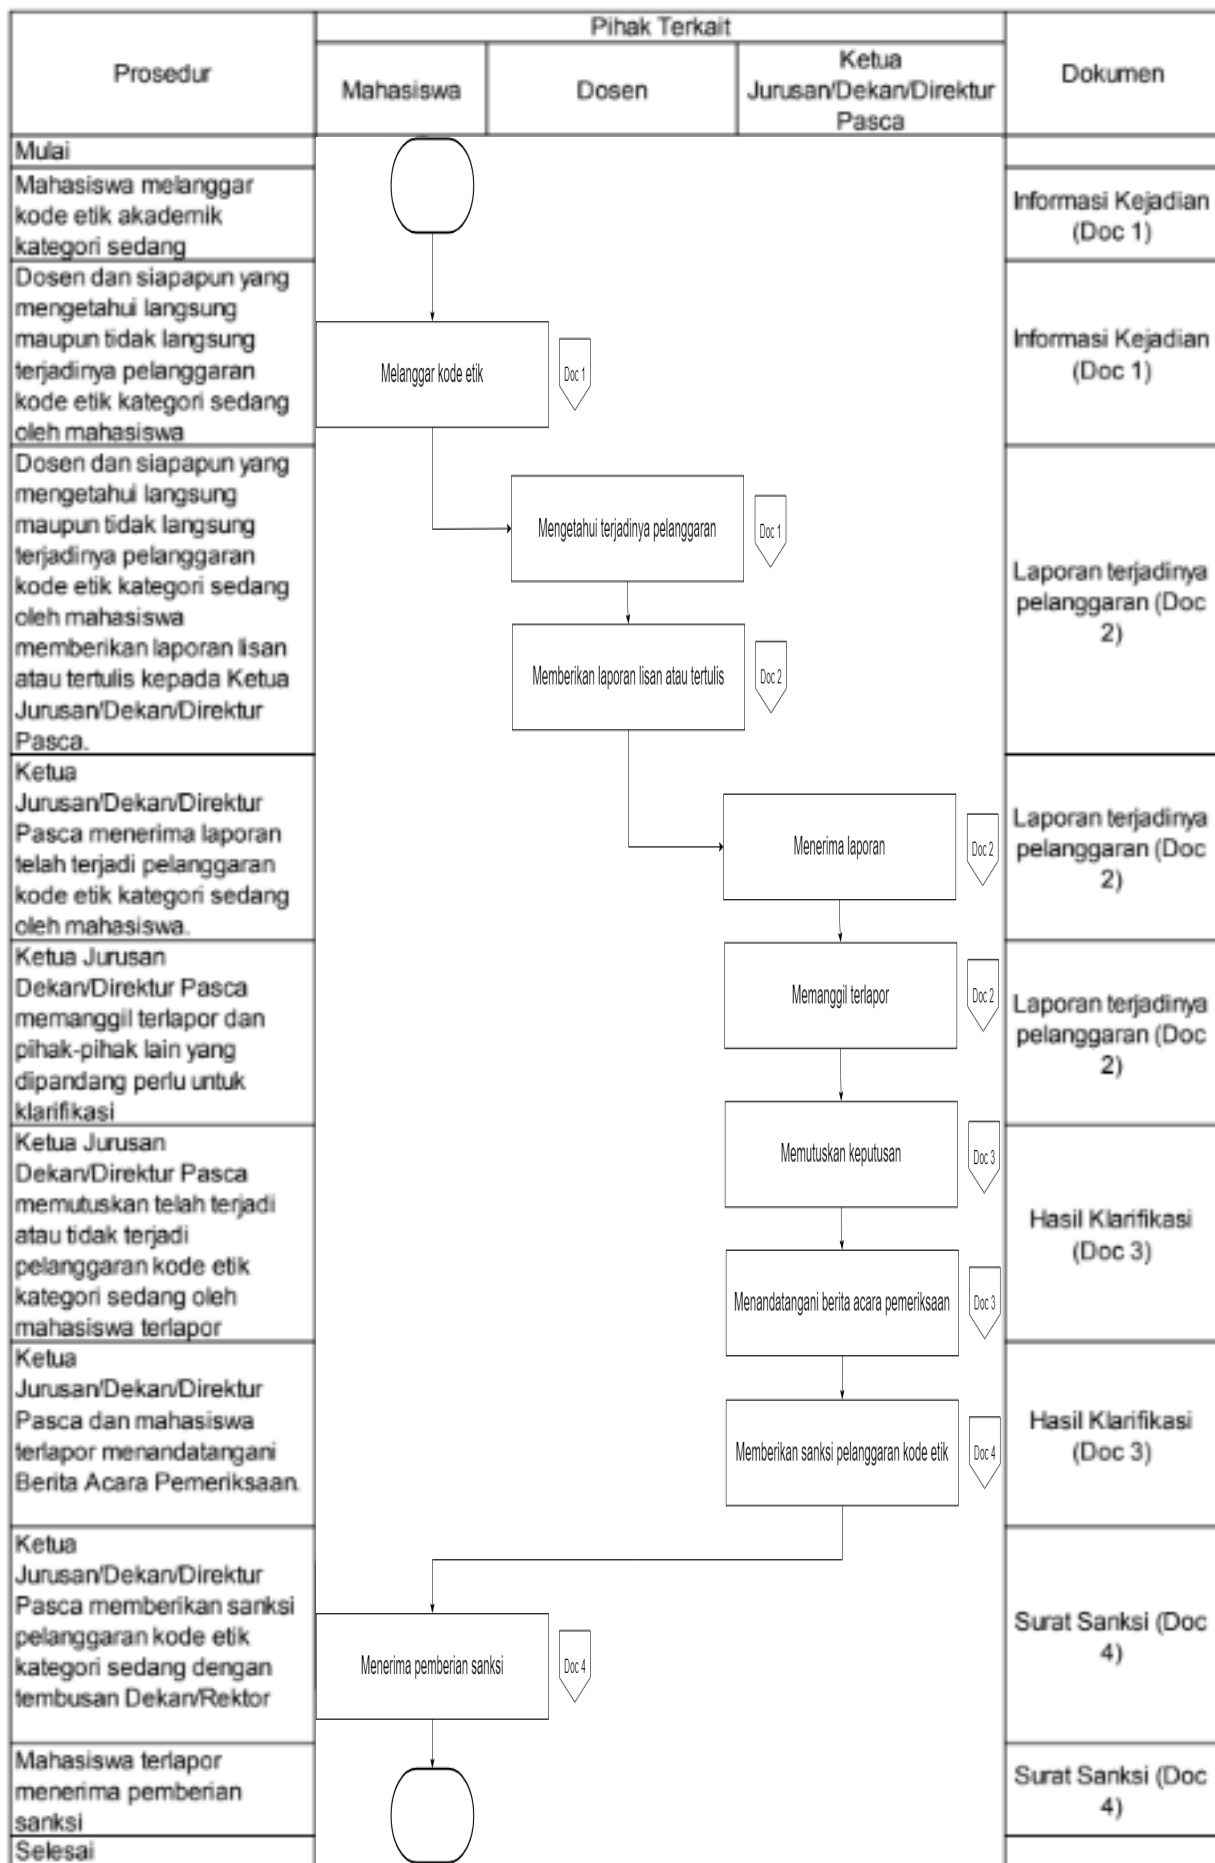 Prosedur
Pihak Terkait
Mahasiswa
Dosen
Ketua
Jurusan/Dekan/Direktur
Pasca
Dokumen
Mulai
Mahasiswa melanggar
kode etik akademik
kategori sedang
Informasi Kejadian
(Doc 1)
Dosen dan siapapun yang
mengetahui langsung
maupun tidak langsung
terjadinya pelanggaran
kode etik kategori sedang
oleh mahasiswa
Melanggar kode etik
Doc 1
Informasi Kejadian
(Doc 1)
Dosen dan siapapun yang
mengetahui langsung
maupun tidak langsung
terjadinya pelanggaran
kode etik kategori sedang
oleh mahasiswa
memberikan laporan lisan
atau tertulis kepada Ketua
Jurusan/Dekan/Direktur
Pasca.
Mengetahui terjadinya pelanggaran
Doc 1
Memberikan laporan lisan atau tertulis
Doc 2
Laporan terjadinya
pelanggaran (Doc
2)
Ketua
Jurusan/Dekan/Direktur
Pasca menerima laporan
telah terjadi pelanggaran
kode etik kategori sedang
oleh mahasiswa.
Menerima laporan
Doc 2
Laporan terjadinya
pelanggaran (Doc
2)
Ketua Jurusan
Dekan/Direktur Pasca
memanggil terlapor dan
pihak-pihak lain yang
dipandang perlu untuk
klarifikasi
Memanggil terlapor
Doc 2
Laporan terjadinya
pelanggaran (Doc
2)
Ketua Jurusan
Dekan/Direktur Pasca
memutuskan telah terjadi
atau tidak terjadi
pelanggaran kode etik
kategori sedang oleh
mahasiswa terlapor
Memutuskan keputusan
Doc 3
Menandatangani berita acara pemeriksaan
Doc 3
Hasil Klarifikasi
(Doc 3)
Ketua
Jurusan/Dekan/Direktur
Pasca dan mahasiswa
terlapor menandatangani
Berita Acara Pemeriksaan.
Memberikan sanksi pelanggaran kode etik
Doc 4
Hasil Klarifikasi
(Doc 3)
Ketua
Jurusan/Dekan/Direktur
Pasca memberikan sanksi
pelanggaran kode etik
kategori sedang dengan
tembusan Dekan/Rektor
Menerima pemberian sanksi
Doc 4
Surat Sanksi (Doc
4)
Mahasiswa terlapor
menerima pemberian
sanksi
Surat Sanksi (Doc
4)
Selesai